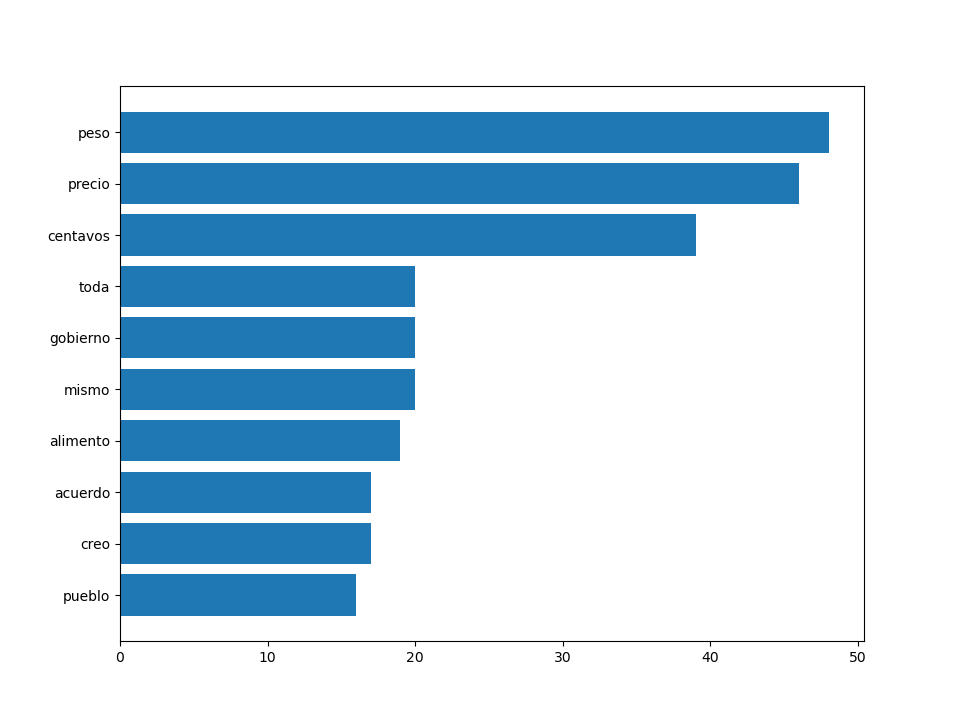 peso
precio
centavos
toda
gobierno
mismo
alimento
acuerdo
creo
pueblo
0 10 20 30 40 50